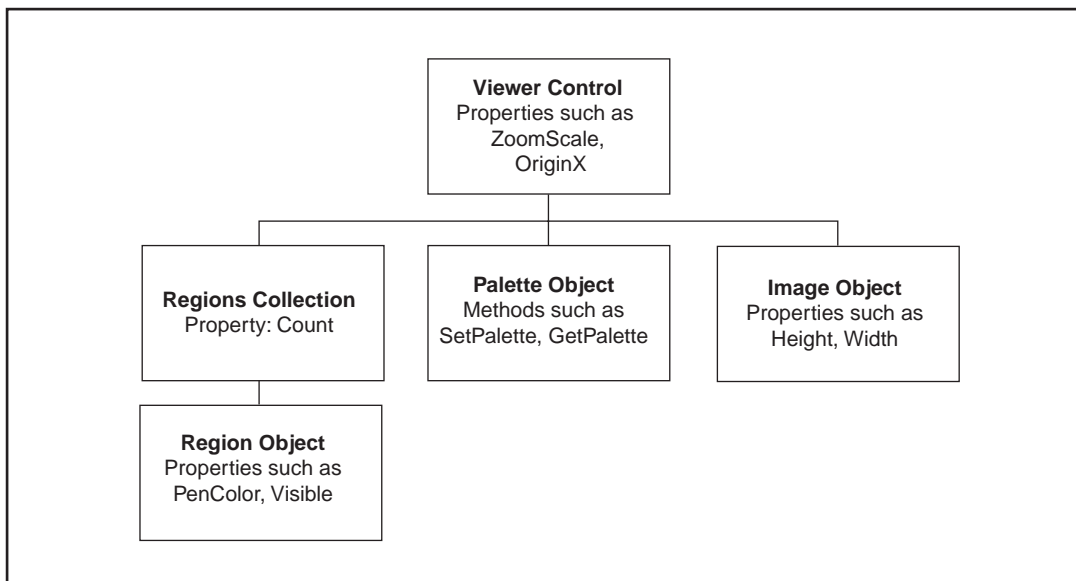 Viewer Control
Properties such as
ZoomScale,
OriginX
Regions Collection
Property: Count
Palette Object
Methods such as
SetPalette, GetPalette
Image Object
Properties such as
Height, Width
Region Object
Properties such as
PenColor, Visible